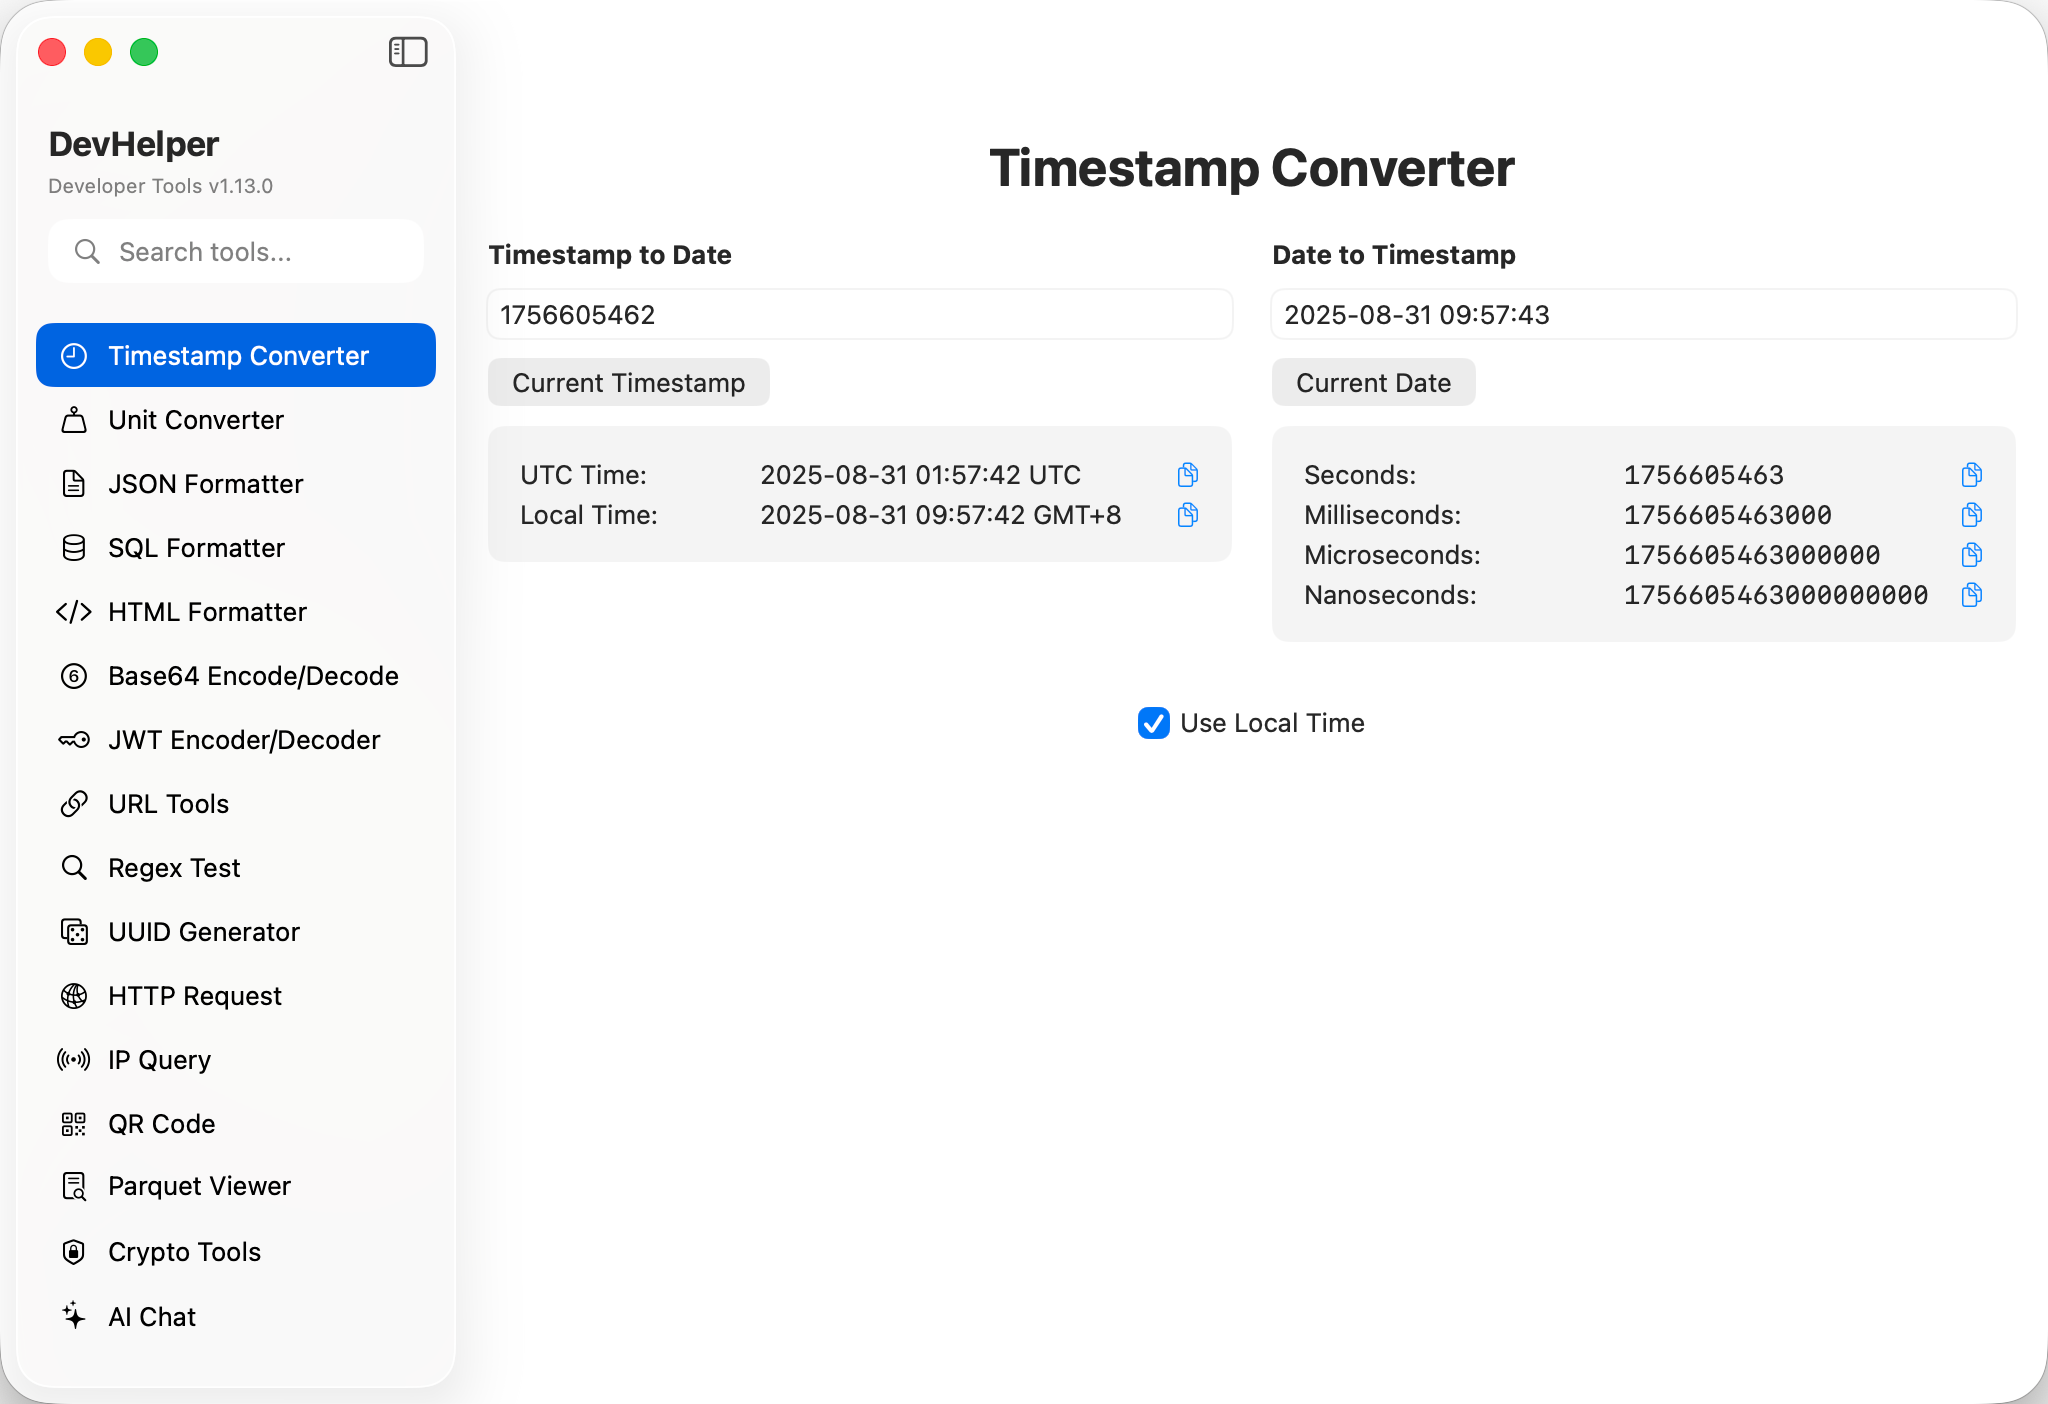 DevHelper
Developer Tools v1.13.0
Search tools...
Timestamp Converter
Unit Converter
JSON Formatter
SQL Formatter
HTML Formatter
Base64 Encode/Decode
JWT Encoder/Decoder
URL Tools
Regex Test
UUID Generator
HTTP Request
IP Query
QR Code
Parquet Viewer
Crypto Tools
AI Chat
Timestamp Converter
Timestamp to Date
1756605462
Current Timestamp
UTC Time: 2025-08-31 01:57:42 UTC
Local Time: 2025-08-31 09:57:42 GMT+8
Date to Timestamp
2025-08-31 09:57:43
Current Date
Seconds: 1756605463
Milliseconds: 1756605463000
Microseconds: 1756605463000000
Nanoseconds: 1756605463000000000
Use Local Time